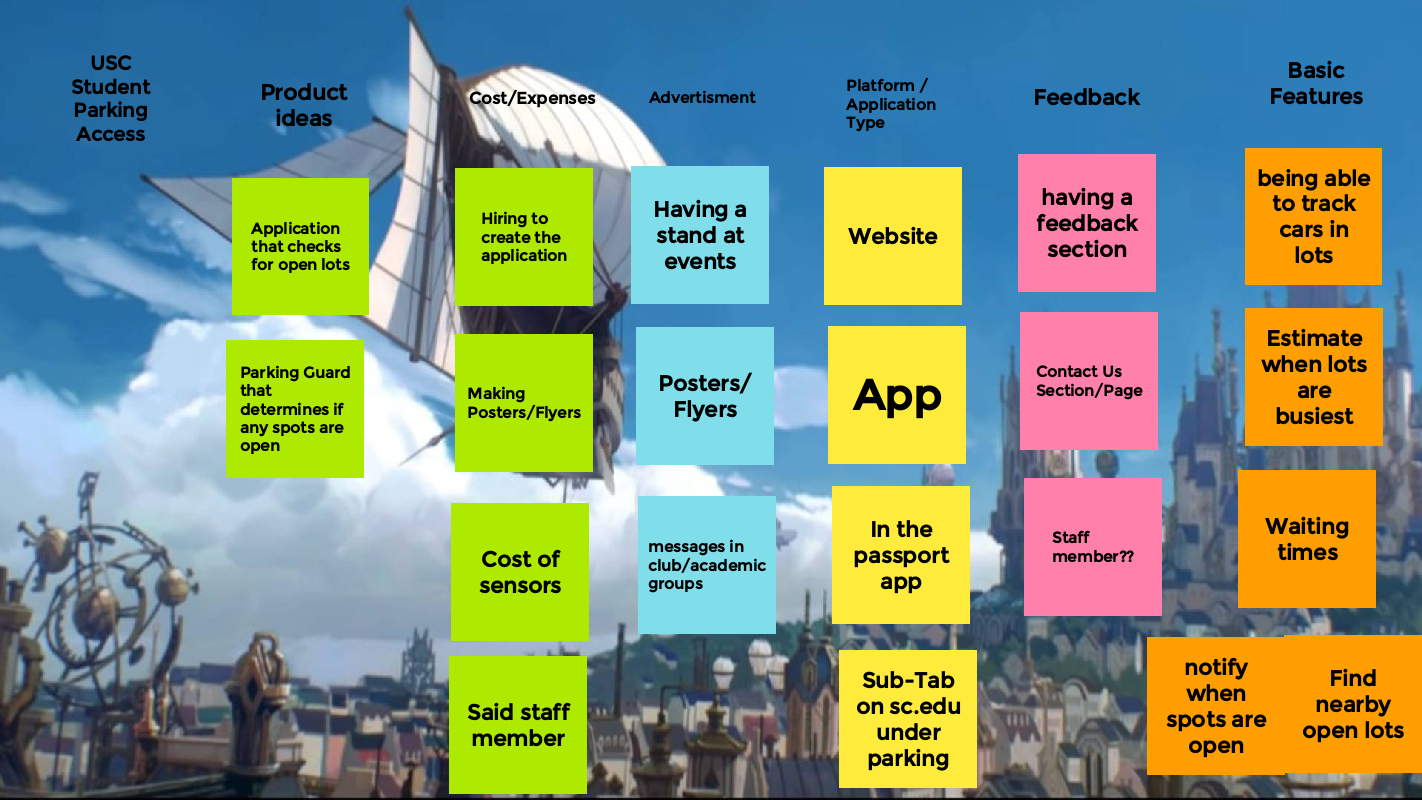 USC
Student
Parking
Access
Product
ideas
Cost/Expenses
Advertisment
Platform /
Application
Type
Feedback
Basic
Features
Application
that checks
for open lots
Parking Guard
that
determines if
any spots are
open
Hiring to
create the
application
Making
Posters/Flyers
Cost of
sensors
Said staff
member
Having a
stand at
events
Posters/
Flyers
messages in
club/academic
groups
Website
App
In the
passport
app
Sub-Tab
on sc.edu
under
parking
having a
feedback
section
Contact Us
Section/Page
Staff
member??
being able
to track
cars in
lots
Estimate
when lots
are
busiest
Waiting
times
notify
when
spots are
open
Find
nearby
open lots